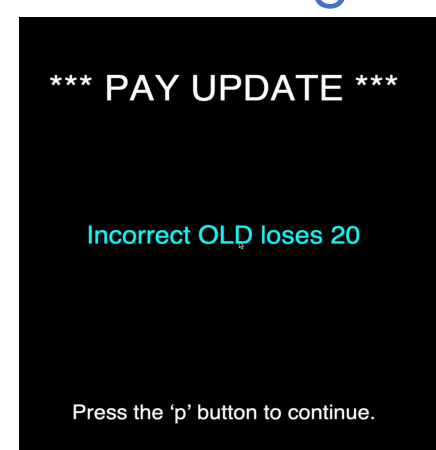 *** PAY UPDATE ***
Incorrect OLD loses 20
Press the ‘p’ button to continue.